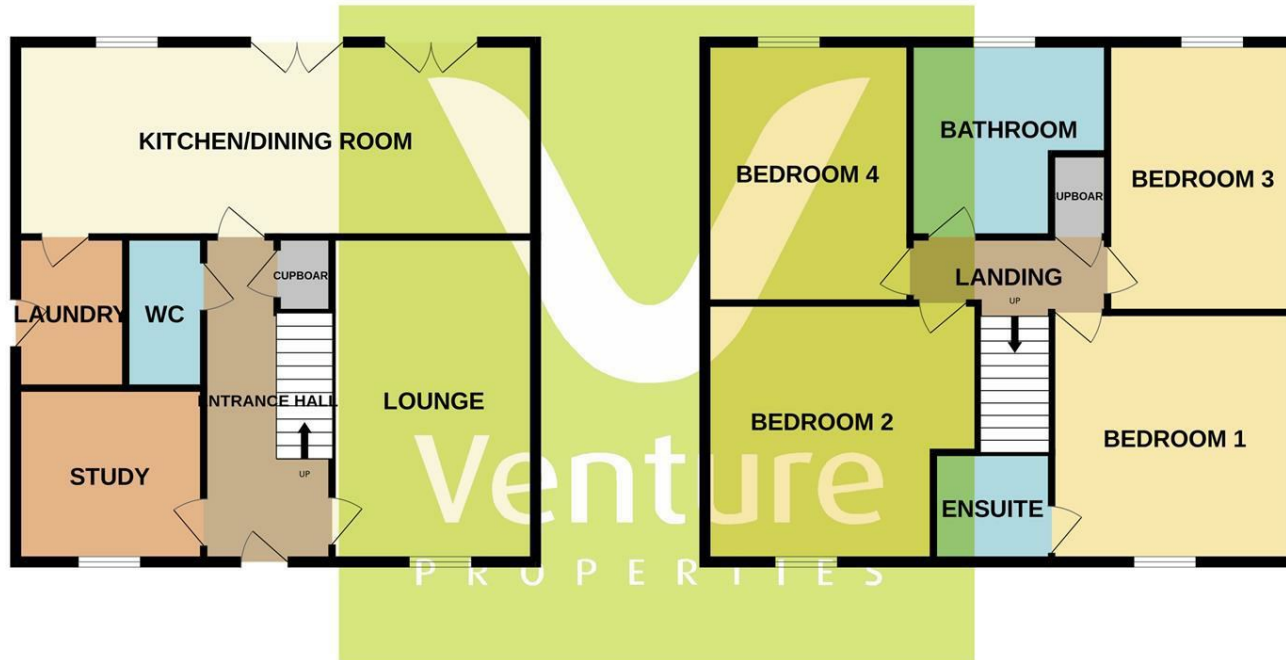 KITCHEN/DINING ROOM
LAUNDRY
WC
CUPBOAR
ENTRANCE HALL
LOUNGE
STUDY
UP
BEDROOM 4
BATHROOM
UPBOAR
BEDROOM 3
LANDING
UP
BEDROOM 2
BEDROOM 1
ENSUITE
Venture
PROPERTIES